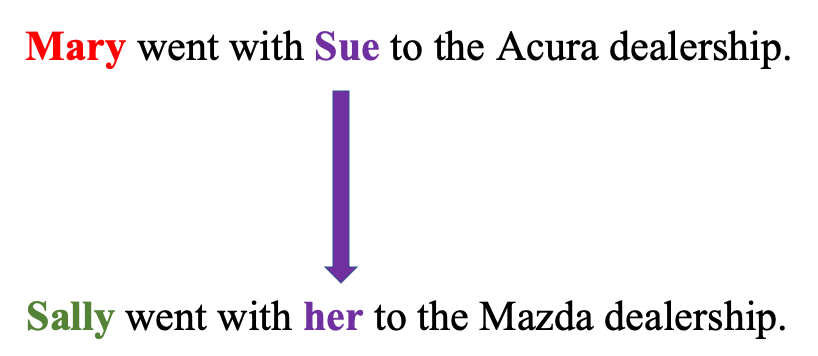 Mary went with Sue to the Acura dealership.
Sally went with her to the Mazda dealership.